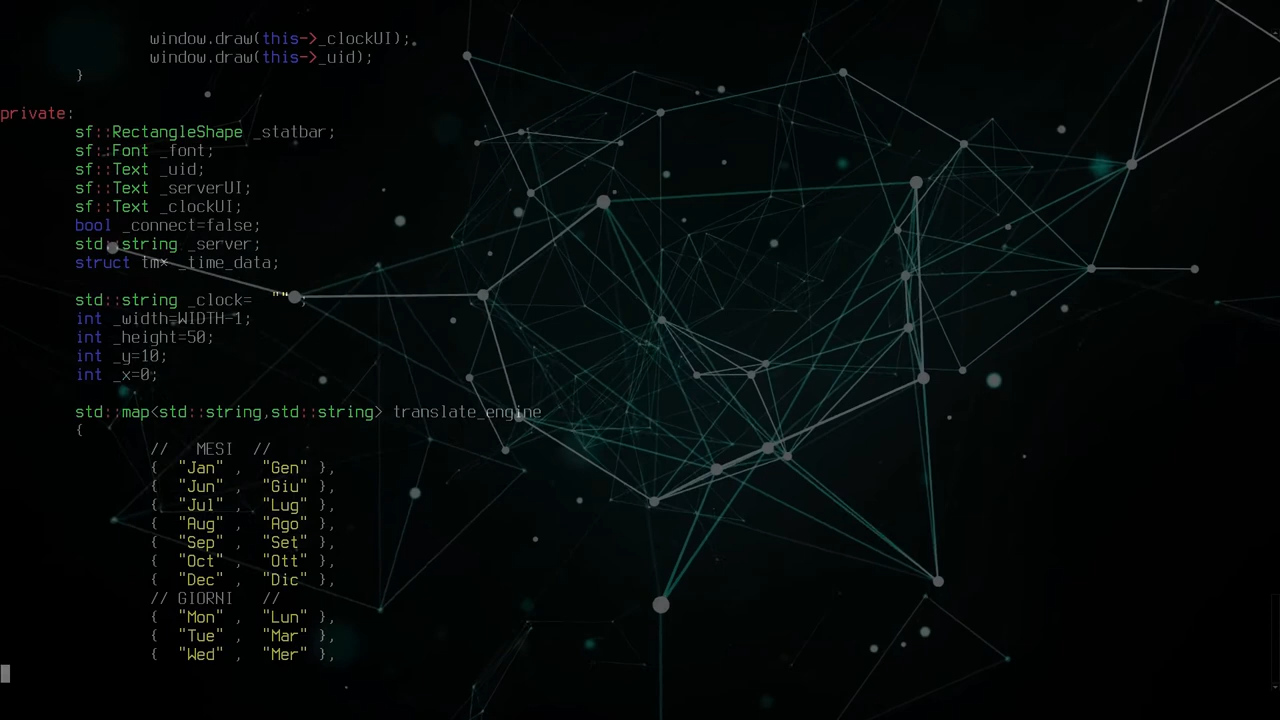 window.draw(this->_clockUI);
window.draw(this->_uid);
}
private:
sf::RectangleShape _statbar;
sf::Font _font;
sf::Text _uid;
sf::Text _serverUI;
sf::Text _clockUI;
bool _connect=false;
std::string _server;
struct tm* _time_data;
std::string _clock=  "";
int _width=WIDTH-1;
int _height=50;
int _y=10;
int _x=0;
std::map<std::string,std::string> translate_engine
{
//   MESI  //
{  "Jan" ,  "Gen" },
{  "Jun" ,  "Giu" },
{  "Jul" ,  "Lug" },
{  "Aug" ,  "Ago" },
{  "Sep" ,  "Set" },
{  "Oct" ,  "Ott" },
{  "Dec" ,  "Dic" },
// GIORNI   //
{  "Mon" ,  "Lun" },
{  "Tue" ,  "Mar" },
{  "Wed" ,  "Mer" },